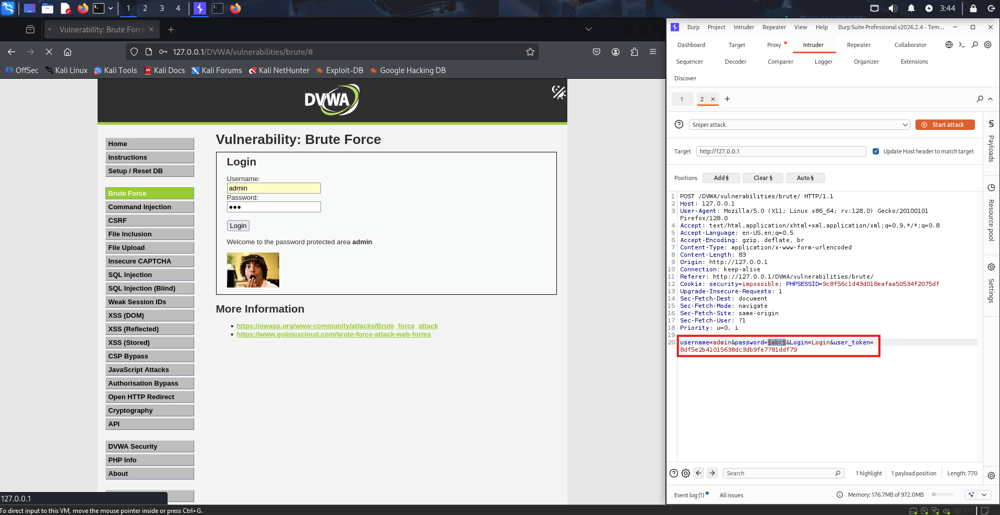 1 2 3 4
3:44
Vulnerability: Brute Force
127.0.0.1/DVWA/vulnerabilities/brute/#
OffSec Kali Linux Kali Tools Kali Docs Kali Forums Kali NetHunter Exploit-DB Google Hacking DB
DVWA
Home
Instructions
Setup / Reset DB
Brute Force
Command Injection
CSRF
File Inclusion
File Upload
Insecure CAPTCHA
SQL Injection
SQL Injection (Blind)
Weak Session IDs
XSS (DOM)
XSS (Reflected)
XSS (Stored)
CSP Bypass
JavaScript Attacks
Authorisation Bypass
Open HTTP Redirect
Cryptography
API
DVWA Security
PHP Info
About
Vulnerability: Brute Force
Login
Username:
admin
Password:
●●●
Login
Welcome to the password protected area admin
More Information
• https://owasp.org/www-community/attacks/Brute_force_attack
• https://www.golinuxcloud.com/brute-force-attack-web-forms
127.0.0.1
Burp Project Intruder Repeater View Help Burp Suite Professional v2026.2.4 - Tem...
Dashboard Target Proxy Intruder Repeater Collaborator
Sequencer Decoder Comparer Logger Organizer Extensions
Discover
1 2 × +
Sniper attack
Start attack
Target http://127.0.0.1 Update Host header to match target
Positions Add § Clear § Auto §
1 POST /DVWA/vulnerabilities/brute/ HTTP/1.1
2 Host: 127.0.0.1
3 User-Agent: Mozilla/5.0 (X11; Linux x86_64; rv:128.0) Gecko/20100101
Firefox/128.0
4 Accept: text/html,application/xhtml+xml,application/xml;q=0.9,*/*;q=0.8
5 Accept-Language: en-US,en;q=0.5
6 Accept-Encoding: gzip, deflate, br
7 Content-Type: application/x-www-form-urlencoded
8 Content-Length: 83
9 Origin: http://127.0.0.1
10 Connection: keep-alive
11 Referer: http://127.0.0.1/DVWA/vulnerabilities/brute/
12 Cookie: security=impossible; PHPSESSID=9c8f56c1d43d018eafaa50534f2075df
13 Upgrade-Insecure-Requests: 1
14 Sec-Fetch-Dest: document
15 Sec-Fetch-Mode: navigate
16 Sec-Fetch-Site: same-origin
17 Sec-Fetch-User: ?1
18 Priority: u=0, i
19
20 username=admin&password=§abc§&Login=Login&user_token=
8df5e2b41015638dc3db9fe7781ddf79
§ Payloads
Resource pool
Settings
Search
1 highlight 1 payload position Length: 770
Event log (1) All issues Memory: 176.7MB of 972.0MB
To direct input to this VM, move the mouse pointer inside or press Ctrl+G.